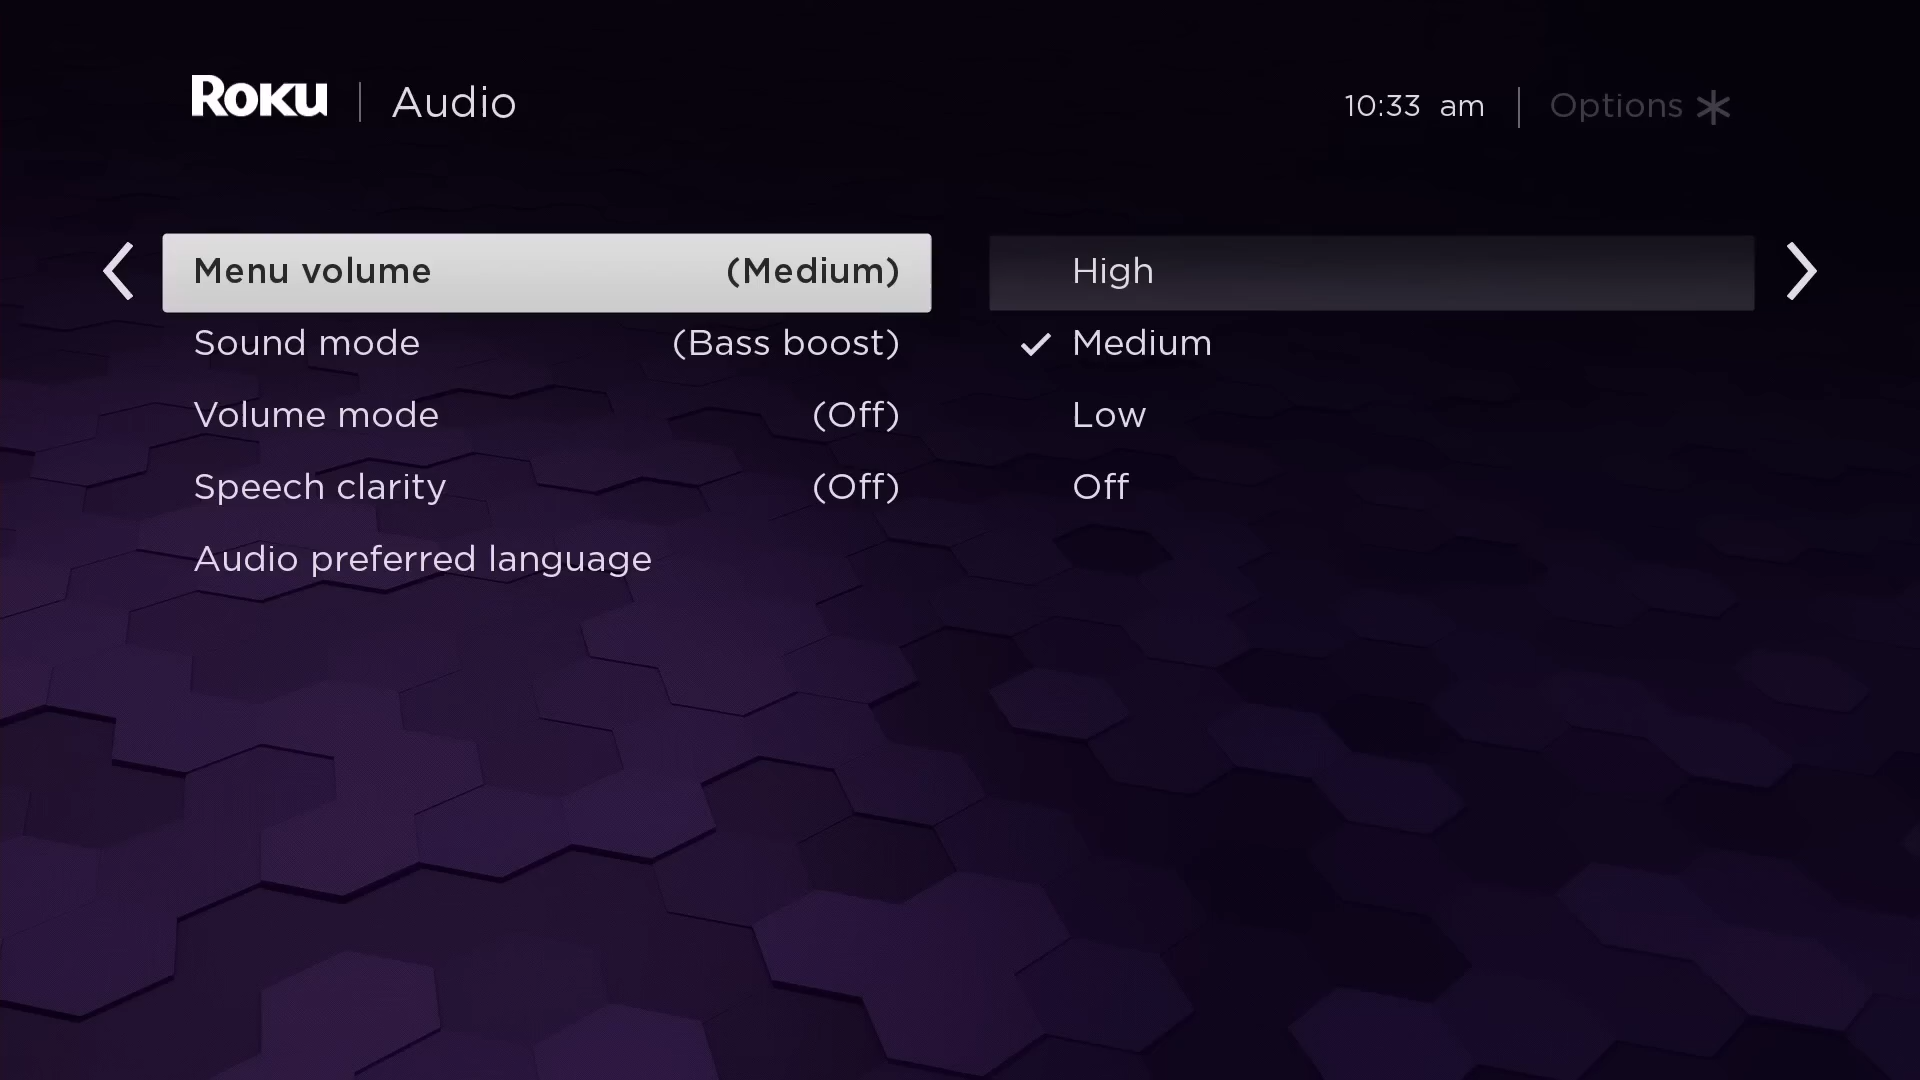 Roku | Audio
10:33 am | Options
Menu volume (Medium)
Sound mode (Bass boost)
Volume mode (Off)
Speech clarity (Off)
Audio preferred language
High
Medium
Low
Off